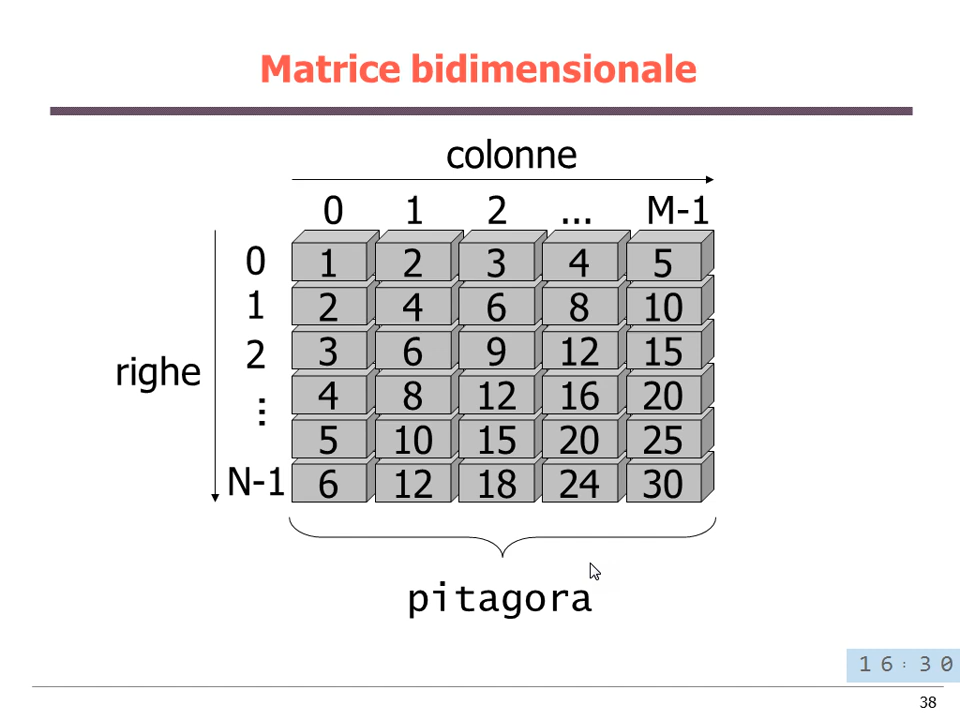 Matrice bidimensionale
colonne
0 1 2 ... M-1
0 1 2 3 4 5
1 2 4 6 8 10
2 3 6 9 12 15
righe
... 4 8 12 16 20
5 10 15 20 25
N-1 6 12 18 24 30
pitagora
16:30
38